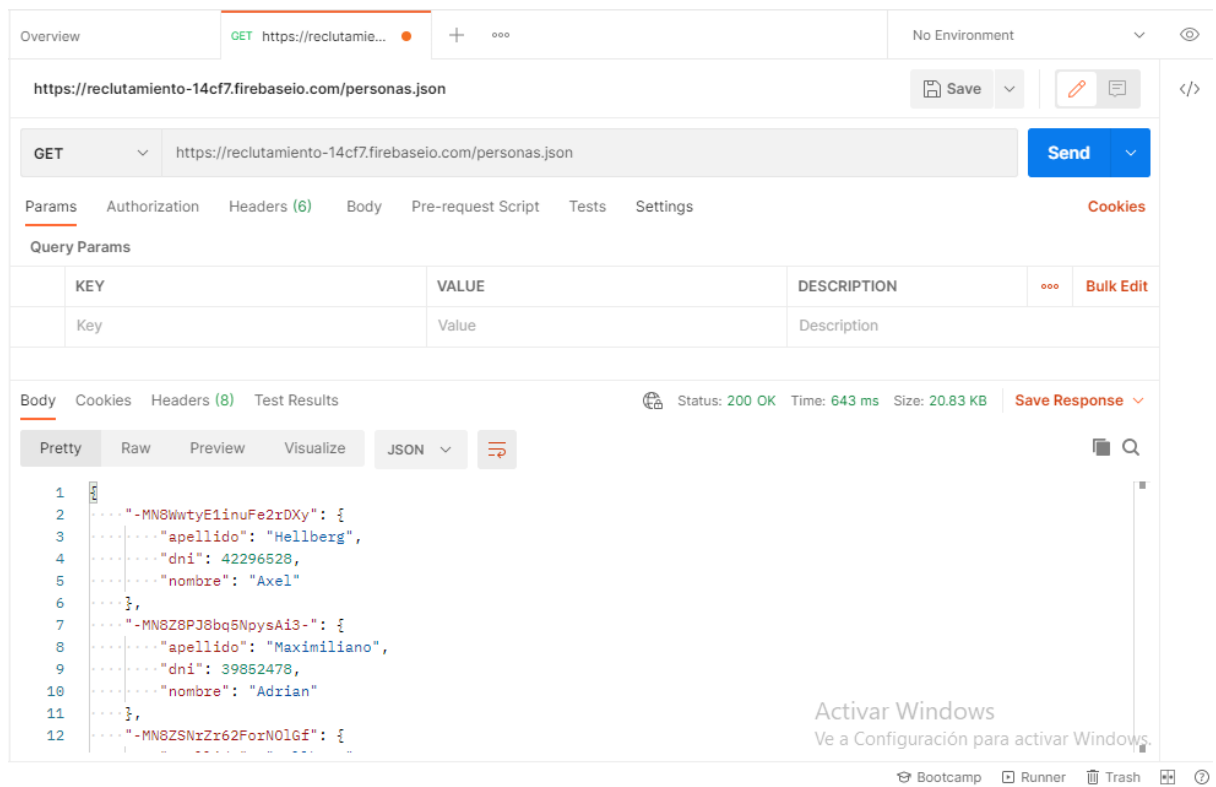 Overview GET https://reclutamie... No Environment
https://reclutamiento-14cf7.firebaseio.com/personas.json Save </>
GET https://reclutamiento-14cf7.firebaseio.com/personas.json Send
Params Authorization Headers (6) Body Pre-request Script Tests Settings Cookies
Query Params
KEY VALUE DESCRIPTION Bulk Edit
Key Value Description
Body Cookies Headers (8) Test Results Status: 200 OK Time: 643 ms Size: 20.83 KB Save Response
Pretty Raw Preview Visualize JSON
1 {
2 "-MN8WwtyE1inuFe2rDXy": {
3 "apellido": "Hellberg",
4 "dni": 42296528,
5 "nombre": "Axel"
6 },
7 "-MN8Z8PJ8bq5NpysAi3-": {
8 "apellido": "Maximiliano",
9 "dni": 39852478,
10 "nombre": "Adrian"
11 },
12 "-MN8ZSNrZr62ForNOlGf": {
Activar Windows
Ve a Configuración para activar Windows.
Bootcamp Runner Trash